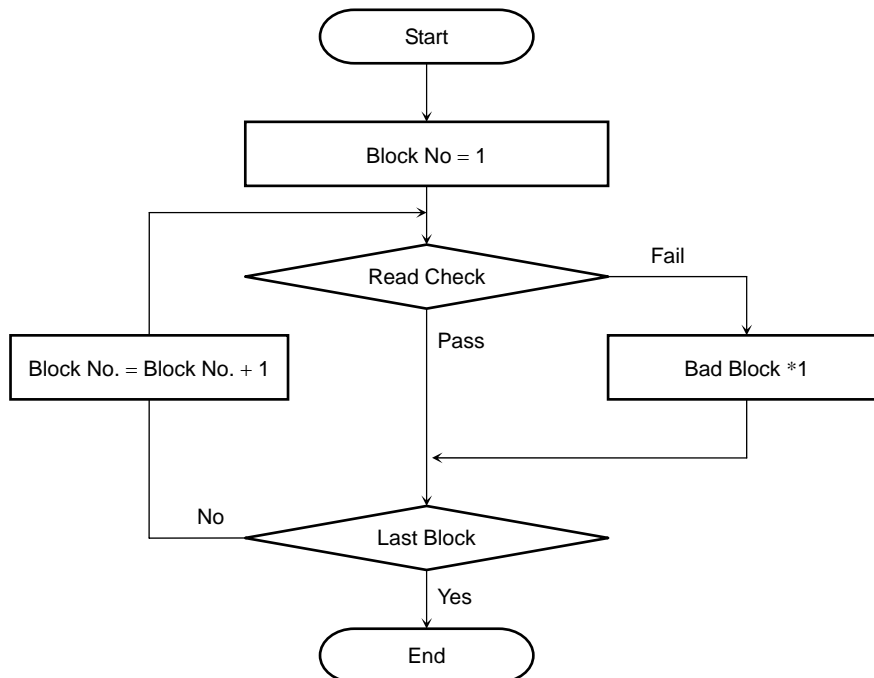 Start
Block No = 1
Read Check
Fail
Pass
Block No. = Block No. + 1
Bad Block *1
No
Last Block
Yes
End